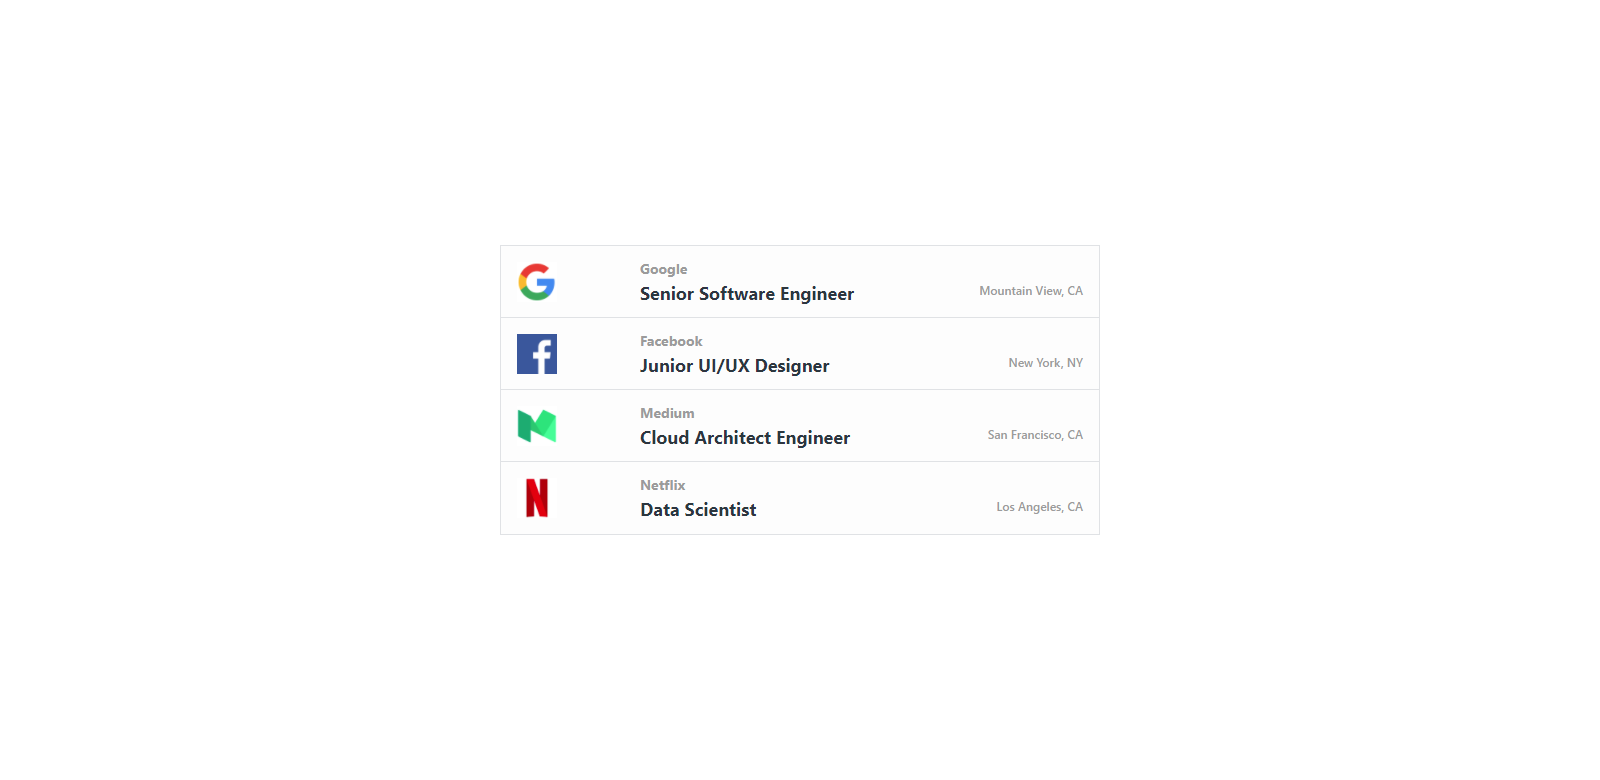 Google
Senior Software Engineer
Mountain View, CA
Facebook
Junior UI/UX Designer
New York, NY
Medium
Cloud Architect Engineer
San Francisco, CA
Netflix
Data Scientist
Los Angeles, CA